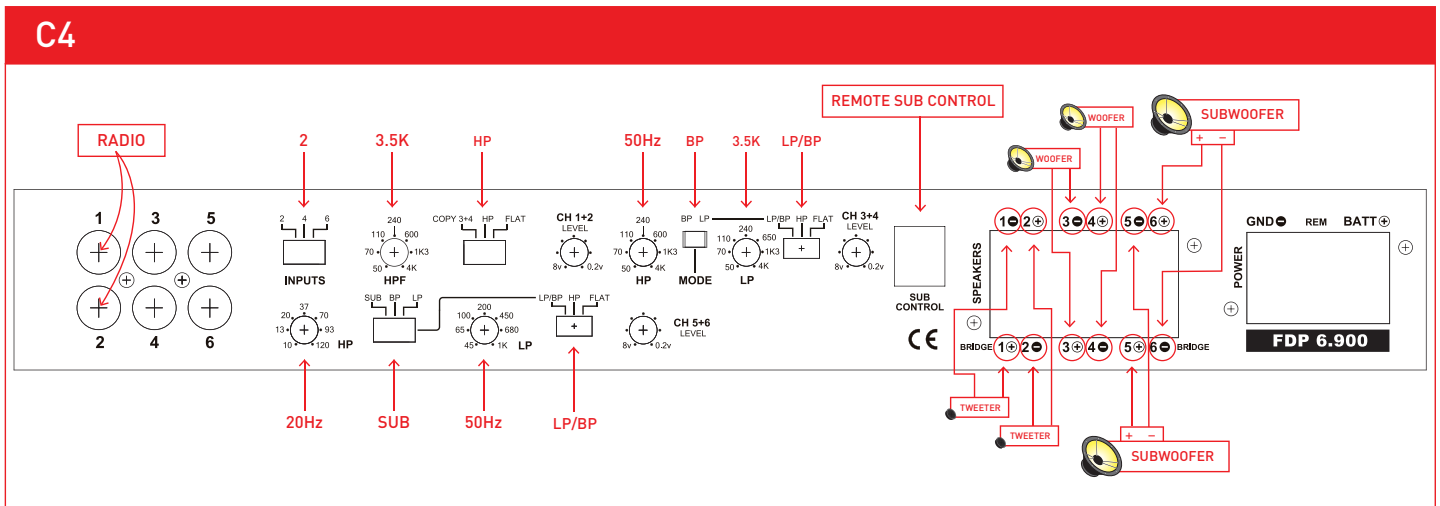 C4
REMOTE SUB CONTROL
SUBWOOFER
+ −
WOOFER
WOOFER
RADIO
2
3.5K
HP
50Hz
BP
3.5K
LP/BP
1 3 5
2 4 6
2 4 6
INPUTS
240
110 600
70 1K3
50 4K
HPF
COPY 3+4 HP FLAT
CH 1+2
LEVEL
8v 0.2v
240
110 600
70 1K3
50 4K
HP
BP LP
MODE
240
110 650
70 1K3
50 4K
LP
LP/BP HP FLAT
+
CH 3+4
LEVEL
8v 0.2v
SUB
CONTROL
CE
37
20 70
13 93
10 120
HP
SUB BP LP
200
100 450
65 680
45 1K
LP
LP/BP HP FLAT
+
CH 5+6
LEVEL
8v 0.2v
SPEAKERS
1− 2+ 3− 4+ 5− 6+
BRIDGE 1+ 2− 3+ 4− 5+ 6− BRIDGE
POWER
GND− REM BATT+
FDP 6.900
20Hz
SUB
50Hz
LP/BP
TWEETER
TWEETER
+ −
SUBWOOFER